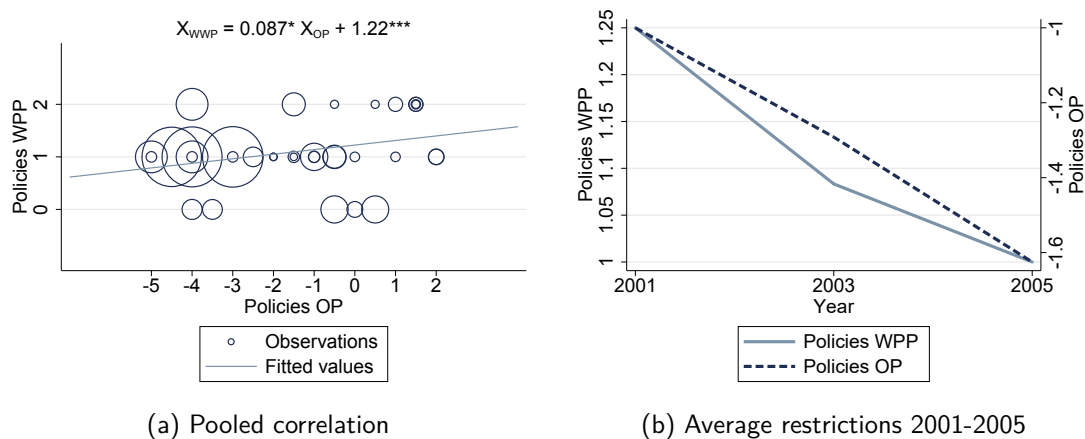 X_WWP = 0.087* X_OP + 1.22***
Policies WPP
2
1
0
-5 -4 -3 -2 -1 0 1 2
Policies OP
Observations
Fitted values
(a) Pooled correlation
Policies WPP
1.25
1.2
1.15
1.1
1.05
1
-1
-1.2
-1.4
-1.6
Policies OP
2001 2003 2005
Year
Policies WPP
Policies OP
(b) Average restrictions 2001-2005